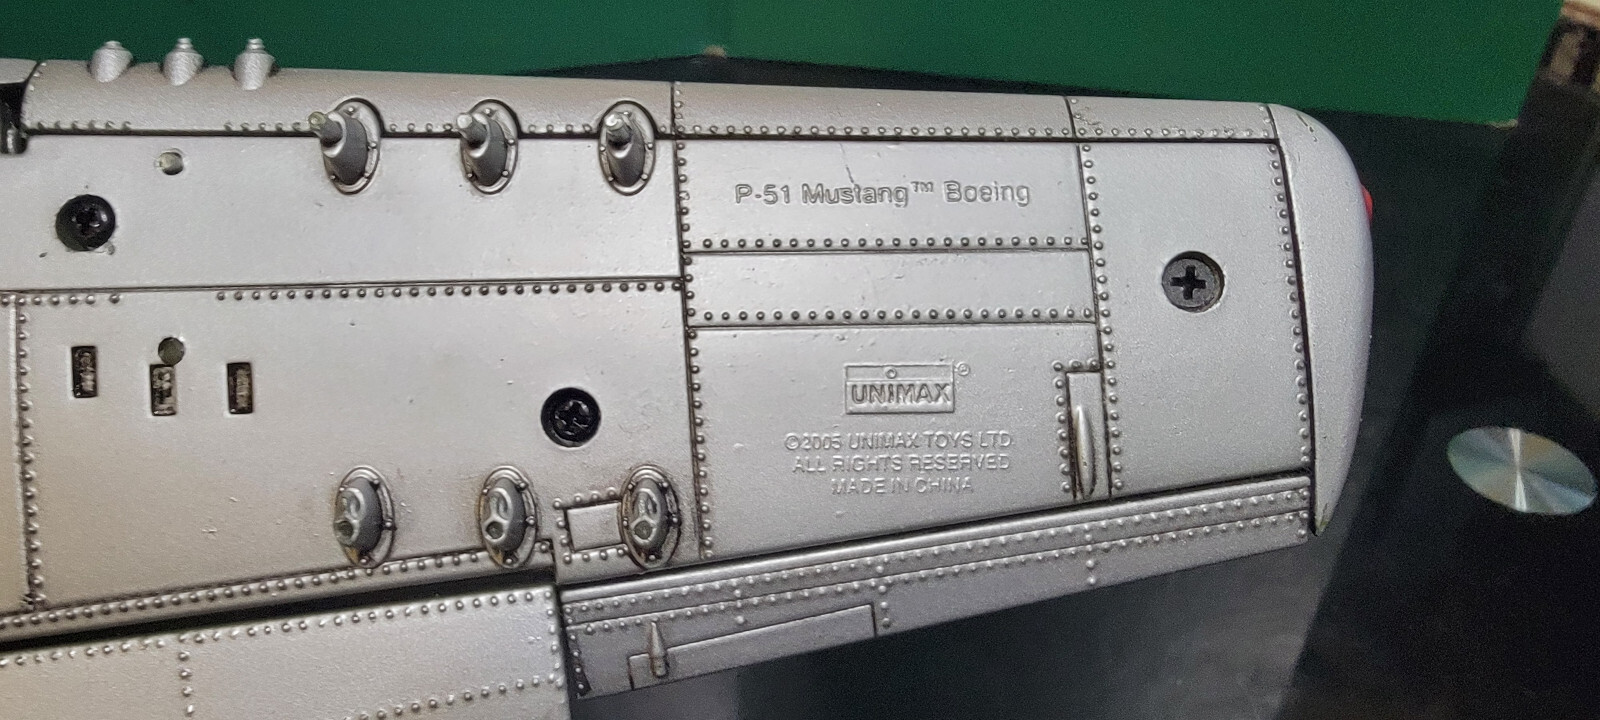 P-51 Mustang™ Boeing
UNIMAX®
©2005 UNIMAX TOYS LTD
ALL RIGHTS RESERVED
MADE IN CHINA